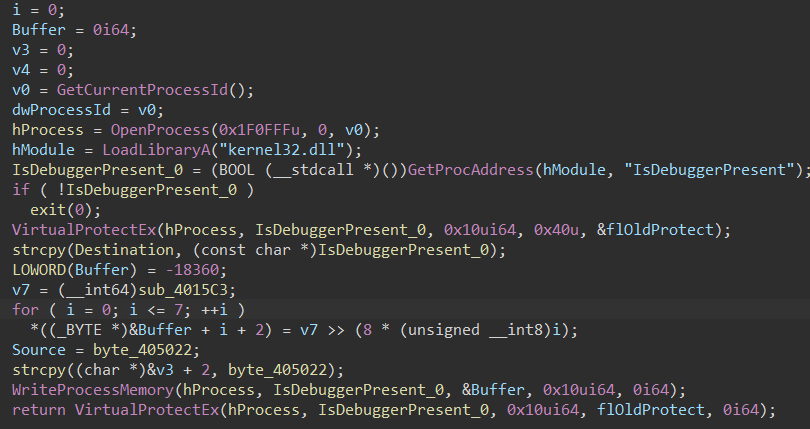 i = 0;
Buffer = 0i64;
v3 = 0;
v4 = 0;
v0 = GetCurrentProcessId();
dwProcessId = v0;
hProcess = OpenProcess(0x1F0FFFu, 0, v0);
hModule = LoadLibraryA("kernel32.dll");
IsDebuggerPresent_0 = (BOOL (__stdcall *)())GetProcAddress(hModule, "IsDebuggerPresent");
if ( !IsDebuggerPresent_0 )
  exit(0);
VirtualProtectEx(hProcess, IsDebuggerPresent_0, 0x10ui64, 0x40u, &flOldProtect);
strcpy(Destination, (const char *)IsDebuggerPresent_0);
LOWORD(Buffer) = -18360;
v7 = (__int64)sub_4015C3;
for ( i = 0; i <= 7; ++i )
  *((_BYTE *)&Buffer + i + 2) = v7 >> (8 * (unsigned __int8)i);
Source = byte_405022;
strcpy((char *)&v3 + 2, byte_405022);
WriteProcessMemory(hProcess, IsDebuggerPresent_0, &Buffer, 0x10ui64, 0i64);
return VirtualProtectEx(hProcess, IsDebuggerPresent_0, 0x10ui64, flOldProtect, 0i64);